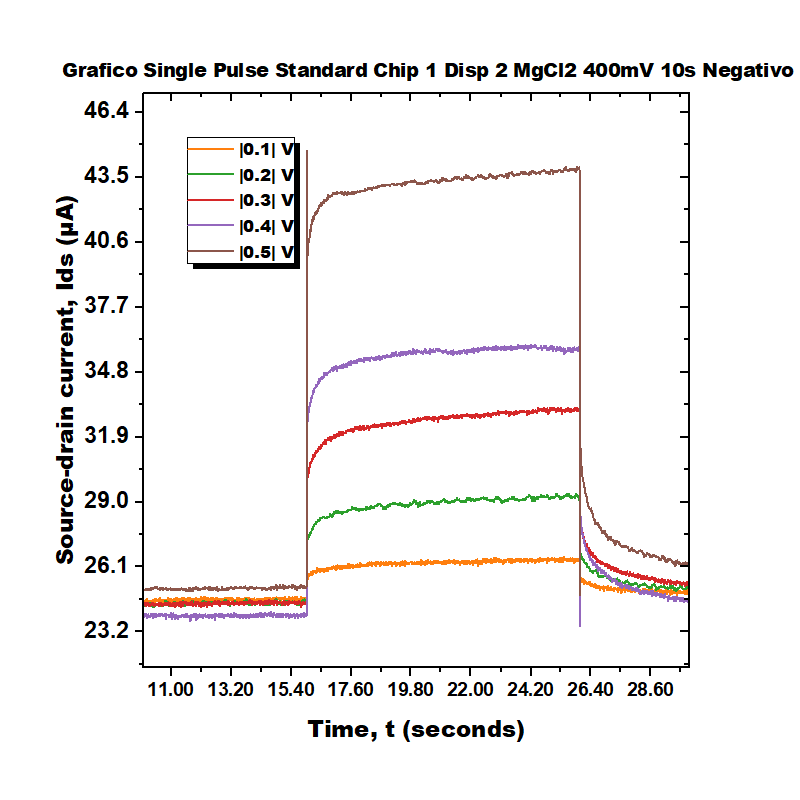 Grafico Single Pulse Standard Chip 1 Disp 2 MgCl2 400mV 10s Negativo
46.4
43.5
40.6
37.7
34.8
31.9
29.0
26.1
23.2
Source-drain current, Ids (µA)
|0.1| V
|0.2| V
|0.3| V
|0.4| V
|0.5| V
11.00 13.20 15.40 17.60 19.80 22.00 24.20 26.40 28.60
Time, t (seconds)